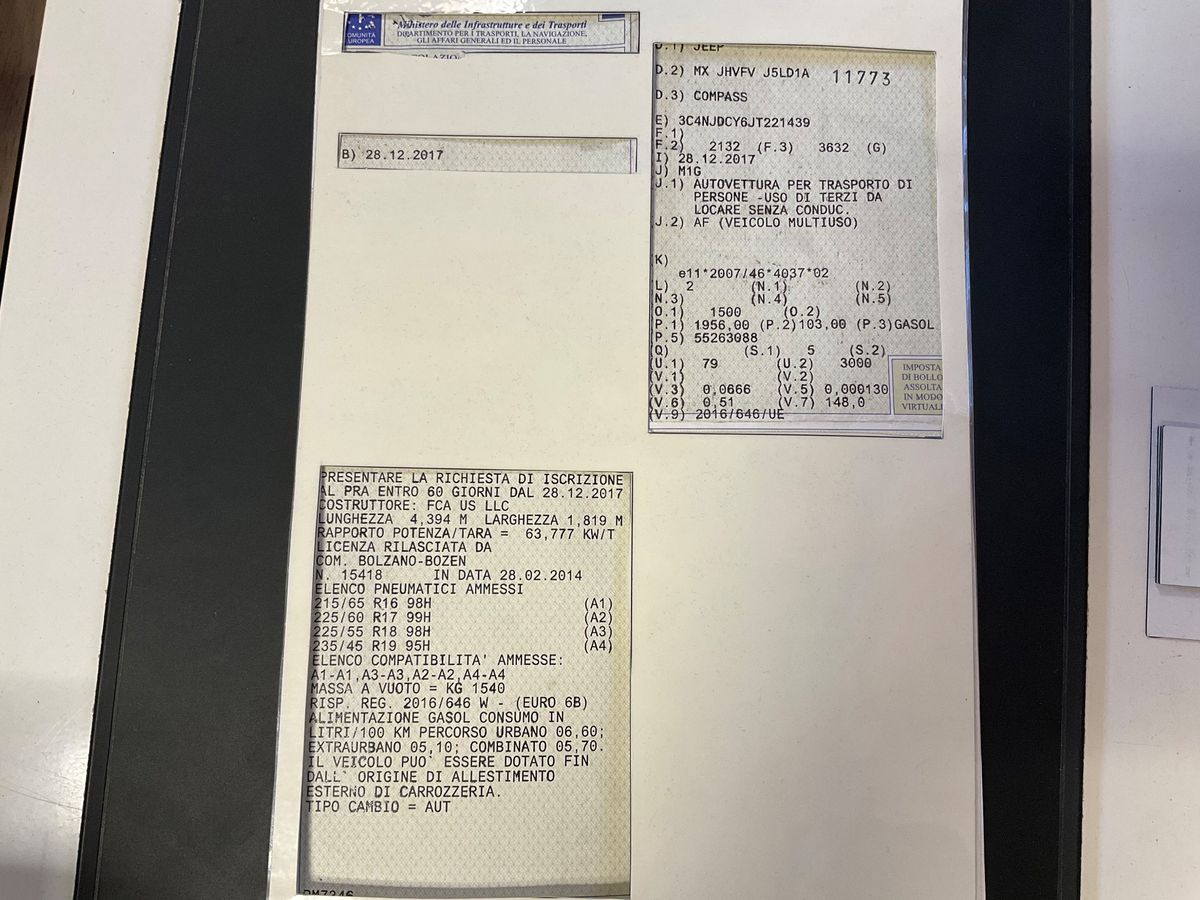 OMUNITÀ
EUROPEA
Ministero delle Infrastrutture e dei Trasporti
DIPARTIMENTO PER I TRASPORTI, LA NAVIGAZIONE,
GLI AFFARI GENERALI ED IL PERSONALE
B) 28.12.2017
D.1) JEEP
D.2) MX JHVFV J5LD1A 11773
D.3) COMPASS
E) 3C4NJDCY6JT221439
F.1)
F.2) 2132 (F.3) 3632 (G)
I) 28.12.2017
J) M1G
J.1) AUTOVETTURA PER TRASPORTO DI
PERSONE -USO DI TERZI DA
LOCARE SENZA CONDUC.
J.2) AF (VEICOLO MULTIUSO)
K)
e11*2007/46*4037*02
L) 2 (N.1) (N.2)
N.3) (N.4) (N.5)
O.1) 1500 (O.2)
P.1) 1956,00 (P.2)103,00 (P.3)GASOL
P.5) 55263088
(Q) (S.1) 5 (S.2)
(U.1) 79 (U.2) 3000
(V.1) (V.2)
(V.3) 0,0666 (V.5) 0,000130
(V.6) 0,51 (V.7) 148,0
(V.9) 2016/646/UE
IMPOSTA
DI BOLLO
ASSOLTA
IN MODO
VIRTUALE
PRESENTARE LA RICHIESTA DI ISCRIZIONE
AL PRA ENTRO 60 GIORNI DAL 28.12.2017
COSTRUTTORE: FCA US LLC
LUNGHEZZA 4,394 M LARGHEZZA 1,819 M
RAPPORTO POTENZA/TARA = 63,777 KW/T
LICENZA RILASCIATA DA
COM. BOLZANO-BOZEN
N. 15418 IN DATA 28.02.2014
ELENCO PNEUMATICI AMMESSI
215/65 R16 98H (A1)
225/60 R17 99H (A2)
225/55 R18 98H (A3)
235/45 R19 95H (A4)
ELENCO COMPATIBILITA' AMMESSE:
A1-A1,A3-A3,A2-A2,A4-A4
MASSA A VUOTO = KG 1540
RISP. REG. 2016/646 W - (EURO 6B)
ALIMENTAZIONE GASOL CONSUMO IN
LITRI/100 KM PERCORSO URBANO 06,60;
EXTRAURBANO 05,10; COMBINATO 05,70.
IL VEICOLO PUO` ESSERE DOTATO FIN
DALL` ORIGINE DI ALLESTIMENTO
ESTERNO DI CARROZZERIA.
TIPO CAMBIO = AUT